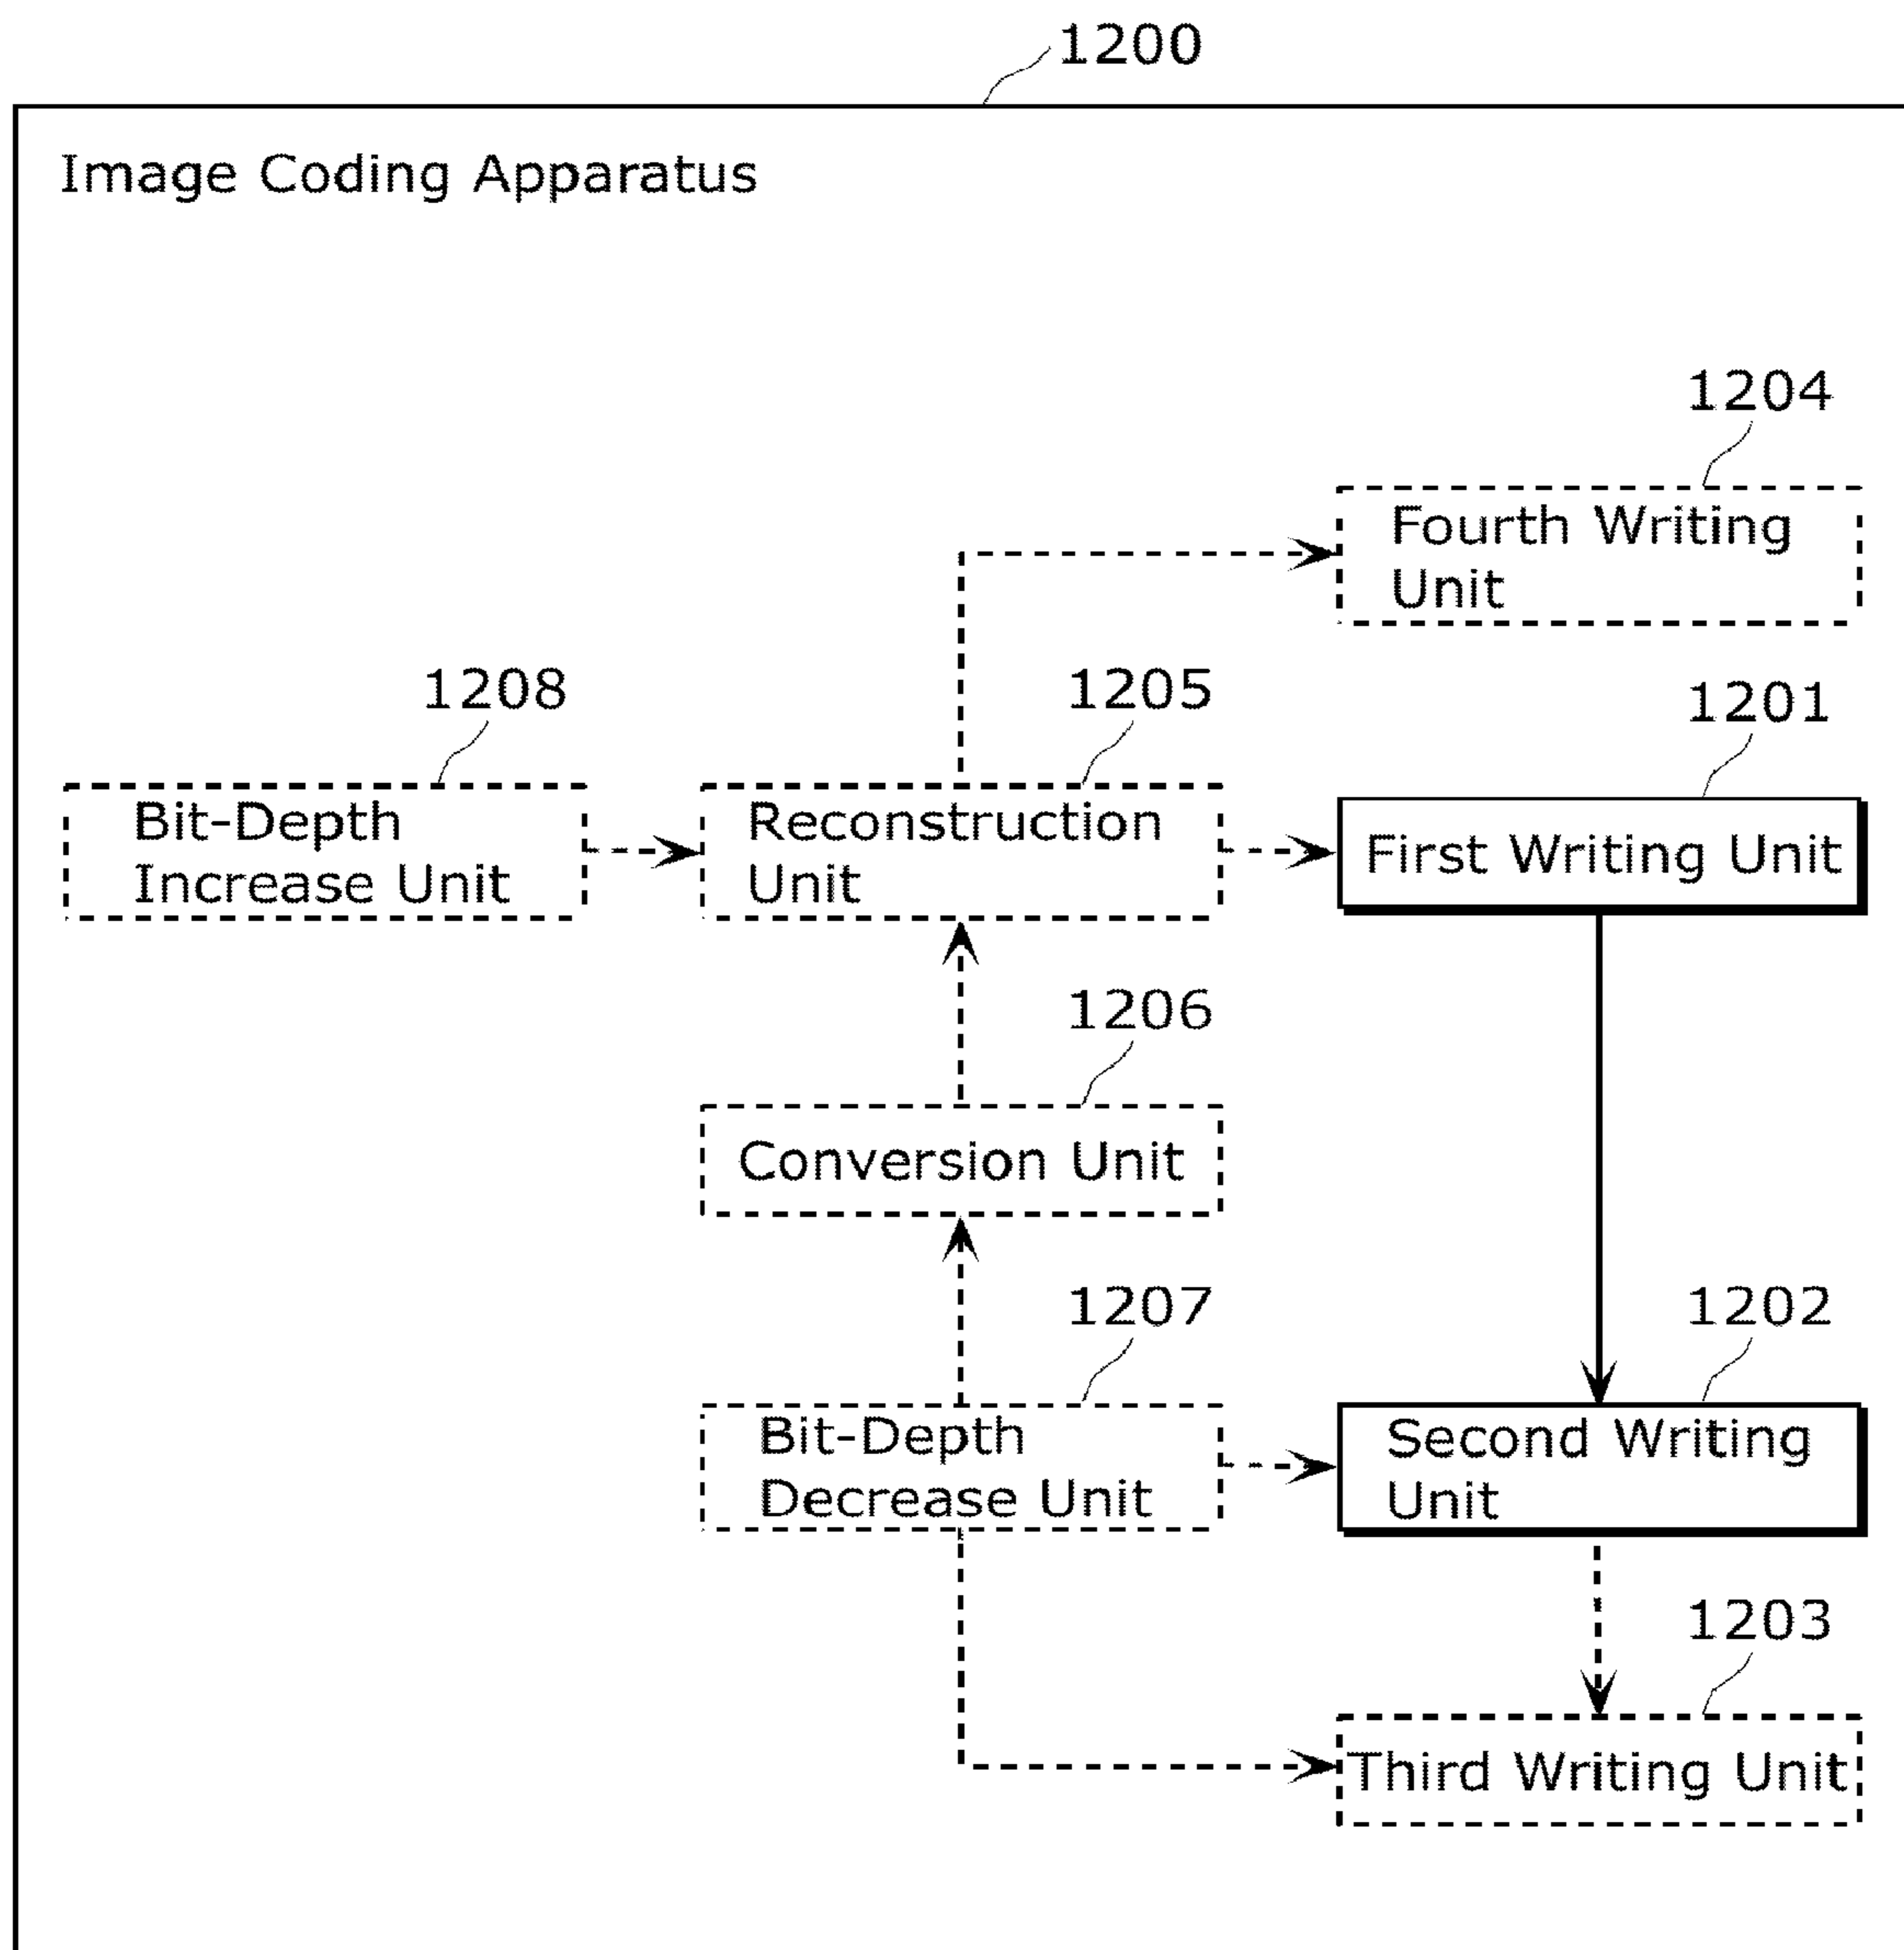 1200
Image Coding Apparatus
1204
Fourth Writing
Unit
1208
1205
1201
Bit-Depth
Increase Unit
Reconstruction
Unit
First Writing Unit
1206
Conversion Unit
1207
1202
Bit-Depth
Decrease Unit
Second Writing
Unit
1203
Third Writing Unit